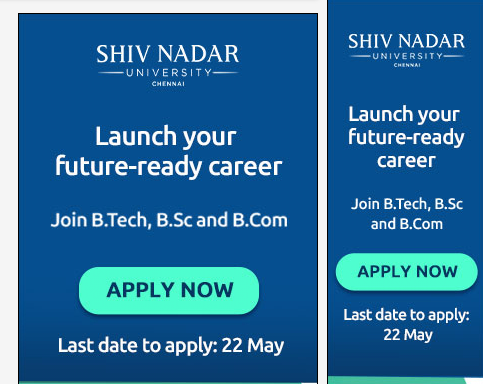 SHIV NADAR
UNIVERSITY
CHENNAI
Launch your
future-ready career
Join B.Tech, B.Sc and B.Com
APPLY NOW
Last date to apply: 22 May
SHIV NADAR
UNIVERSITY
CHENNAI
Launch your
future-ready
career
Join B.Tech, B.Sc
and B.Com
APPLY NOW
Last date to apply:
22 May